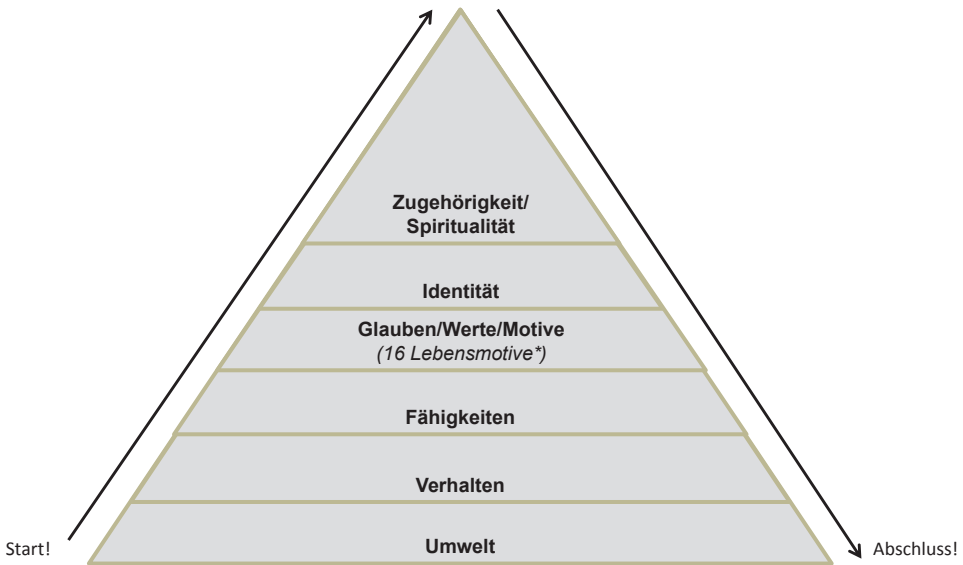 Zugehörigkeit/
Spiritualität
Identität
Glauben/Werte/Motive
(16 Lebensmotive*)
Fähigkeiten
Verhalten
Start!
Umwelt
Abschluss!